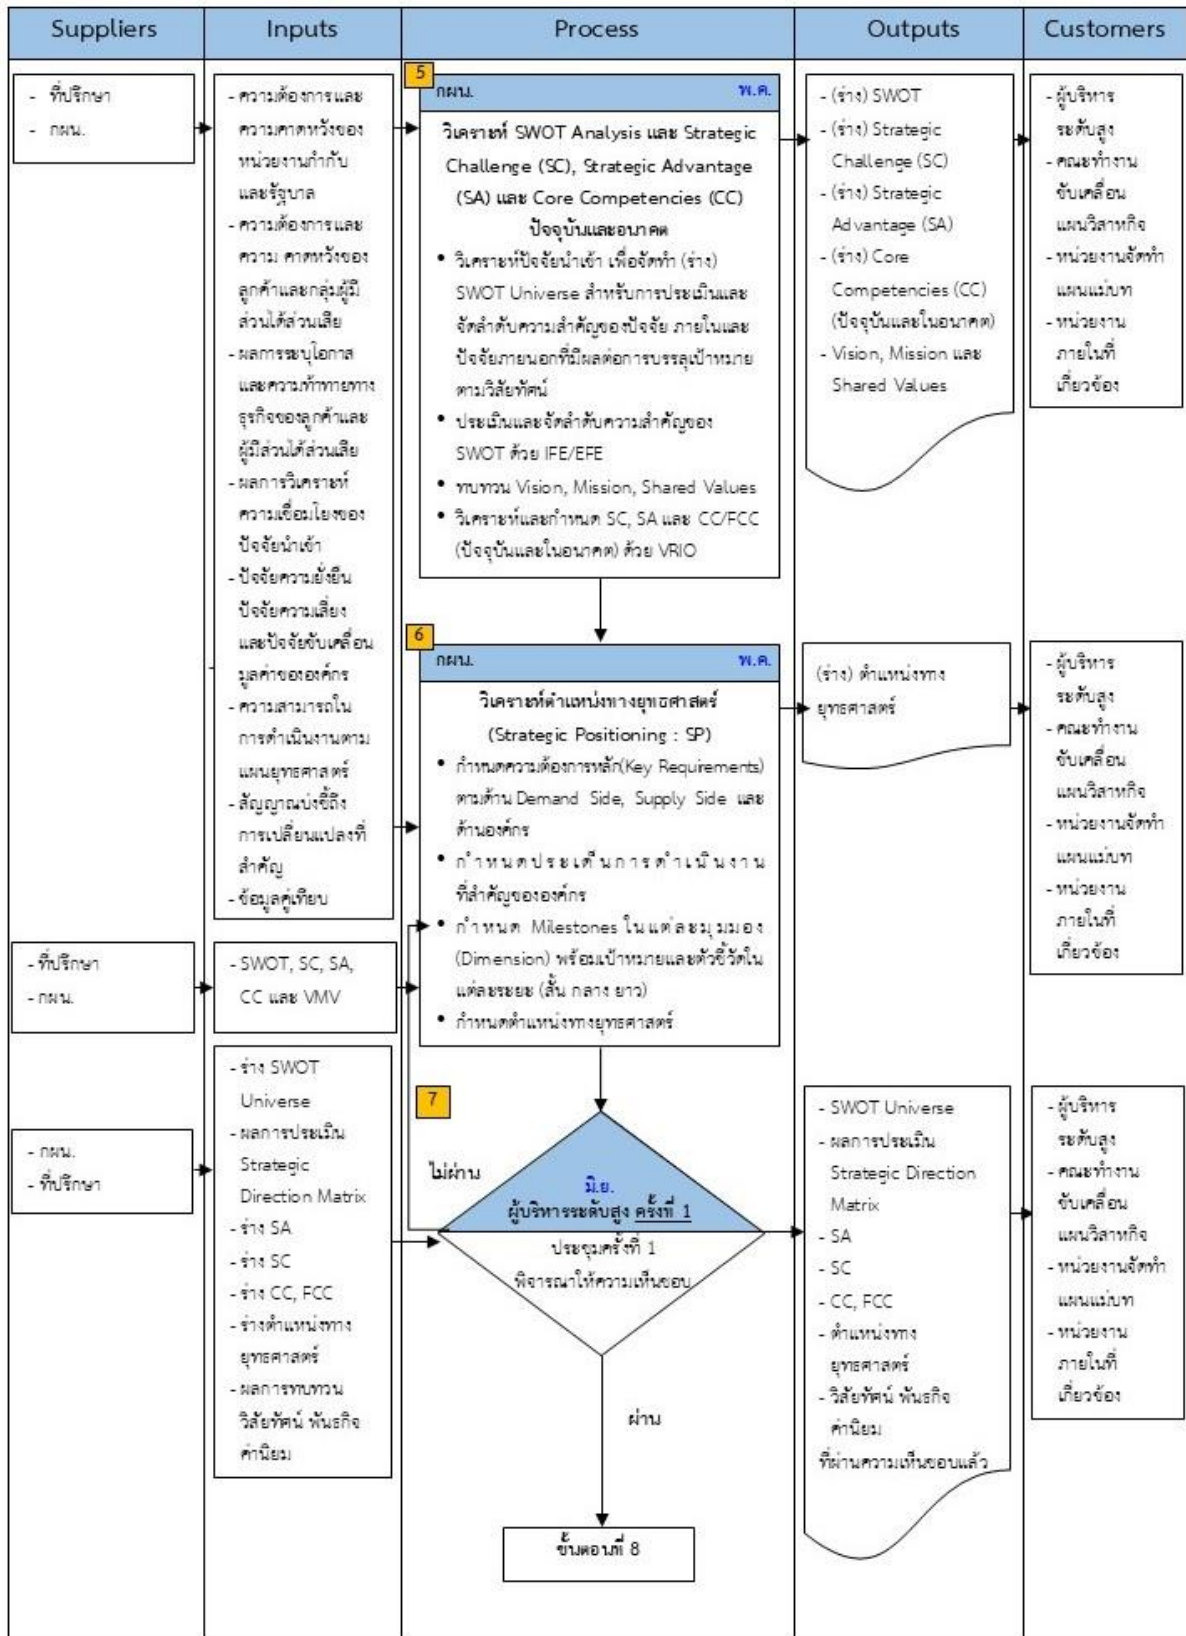 Suppliers
Inputs
Process
Outputs
Customers
- ที่ปรึกษา
- กผน.
- ความต้องการและ
ความคาดหวังของ
หน่วยงานกำกับ
และรัฐบาล
- ความต้องการและ
ความ คาดหวังของ
ลูกค้าและกลุ่มผู้มี
ส่วนได้ส่วนเสีย
- ผลการระบุโอกาส
และความท้าทายทาง
ธุรกิจของลูกค้าและ
ผู้มีส่วนได้ส่วนเสีย
- ผลการวิเคราะห์
ความเชื่อมโยงของ
ปัจจัยนำเข้า
- ปัจจัยความยั่งยืน
ปัจจัยความเสี่ยง
และปัจจัยขับเคลื่อน
มูลค่าขององค์กร
- ความสามารถใน
การดำเนินงานตาม
แผนยุทธศาสตร์
- สัญญาณบ่งชี้ถึง
การเปลี่ยนแปลงที่
สำคัญ
- ข้อมูลคู่เทียบ
5
กผน.
พ.ค.
วิเคราะห์ SWOT Analysis และ Strategic
Challenge (SC), Strategic Advantage
(SA) และ Core Competencies (CC)
ปัจจุบันและอนาคต
• วิเคราะห์ปัจจัยนำเข้า เพื่อจัดทำ (ร่าง)
SWOT Universe สำหรับการประเมินและ
จัดลำดับความสำคัญของปัจจัย ภายในและ
ปัจจัยภายนอกที่มีผลต่อการบรรลุเป้าหมาย
ตามวิสัยทัศน์
• ประเมินและจัดลำดับความสำคัญของ
SWOT ด้วย IFE/EFE
• ทบทวน Vision, Mission, Shared Values
• วิเคราะห์และกำหนด SC, SA และ CC/FCC
(ปัจจุบันและในอนาคต) ด้วย VRIO
- (ร่าง) SWOT
- (ร่าง) Strategic
Challenge (SC)
- (ร่าง) Strategic
Advantage (SA)
- (ร่าง) Core
Competencies (CC)
(ปัจจุบันและในอนาคต)
- Vision, Mission และ
Shared Values
- ผู้บริหาร
ระดับสูง
- คณะทำงาน
ขับเคลื่อน
แผนวิสาหกิจ
- หน่วยงานจัดทำ
แผนแม่บท
- หน่วยงาน
ภายในที่
เกี่ยวข้อง
6
กผน.
พ.ค.
วิเคราะห์ตำแหน่งทางยุทธศาสตร์
(Strategic Positioning : SP)
• กำหนดความต้องการหลัก(Key Requirements)
ตามด้าน Demand Side, Supply Side และ
ด้านองค์กร
• กำหนดประเด็นการดำเนินงาน
ที่สำคัญขององค์กร
• กำหนด Milestones ในแต่ละมุมมอง
(Dimension) พร้อมเป้าหมายและตัวชี้วัดใน
แต่ละระยะ (สั้น กลาง ยาว)
• กำหนดตำแหน่งทางยุทธศาสตร์
(ร่าง) ตำแหน่งทาง
ยุทธศาสตร์
- ผู้บริหาร
ระดับสูง
- คณะทำงาน
ขับเคลื่อน
แผนวิสาหกิจ
- หน่วยงานจัดทำ
แผนแม่บท
- หน่วยงาน
ภายในที่
เกี่ยวข้อง
- ที่ปรึกษา
- กผน.
- SWOT, SC, SA,
CC และ VMV
- กผน.
- ที่ปรึกษา
- ร่าง SWOT
Universe
- ผลการประเมิน
Strategic
Direction Matrix
- ร่าง SA
- ร่าง SC
- ร่าง CC, FCC
- ร่างตำแหน่งทาง
ยุทธศาสตร์
- ผลการทบทวน
วิสัยทัศน์ พันธกิจ
ค่านิยม
7
ไม่ผ่าน
มิ.ย.
ผู้บริหารระดับสูง ครั้งที่ 1
ประชุมครั้งที่ 1
พิจารณาให้ความเห็นชอบ
ผ่าน
ขั้นตอนที่ 8
- SWOT Universe
- ผลการประเมิน
Strategic Direction
Matrix
- SA
- SC
- CC, FCC
- ตำแหน่งทาง
ยุทธศาสตร์
- วิสัยทัศน์ พันธกิจ
ค่านิยม
ที่ผ่านความเห็นชอบแล้ว
- ผู้บริหาร
ระดับสูง
- คณะทำงาน
ขับเคลื่อน
แผนวิสาหกิจ
- หน่วยงานจัดทำ
แผนแม่บท
- หน่วยงาน
ภายในที่
เกี่ยวข้อง